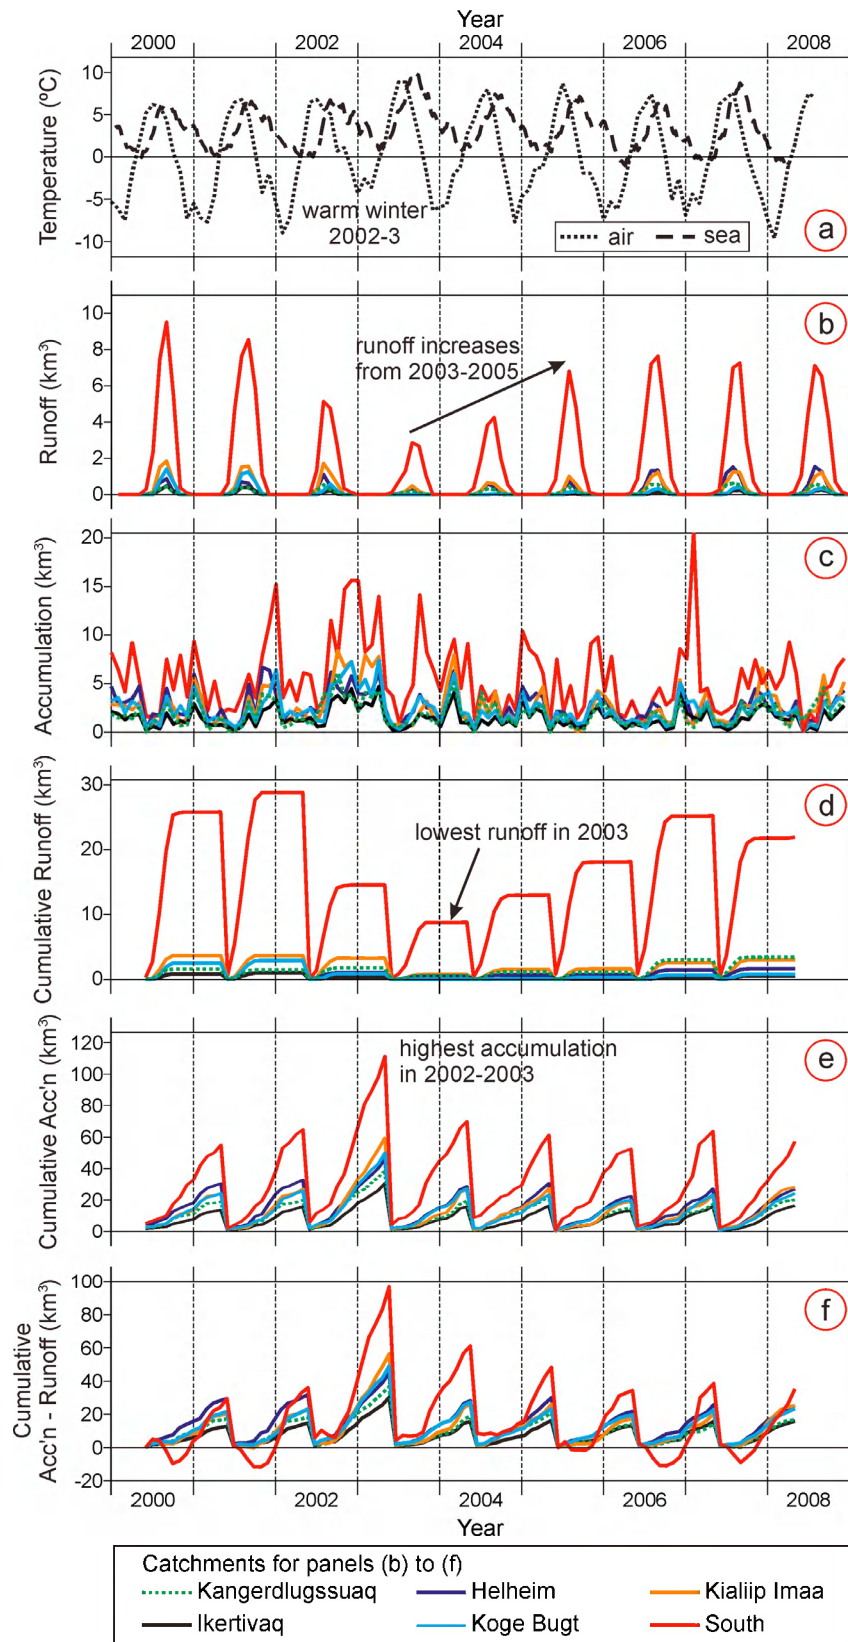 Year
2000 2002 2004 2006 2008
Temperature (ºC)
10
5
0
-5
-10
warm winter
2002-3
air sea
a
Runoff (km³)
10
8
6
4
2
0
runoff increases
from 2003-2005
b
Accumulation (km³)
20
15
10
5
0
c
Cumulative Runoff (km³)
30
20
10
0
lowest runoff in 2003
d
Cumulative Acc'n (km³)
120
100
80
60
40
20
0
highest accumulation
in 2002-2003
e
Cumulative
Acc'n - Runoff (km³)
100
80
60
40
20
0
-20
f
2000 2002 2004 2006 2008
Year
Catchments for panels (b) to (f)
Kangerdlugssuaq Helheim Kialiip Imaa
Ikertivaq Koge Bugt South